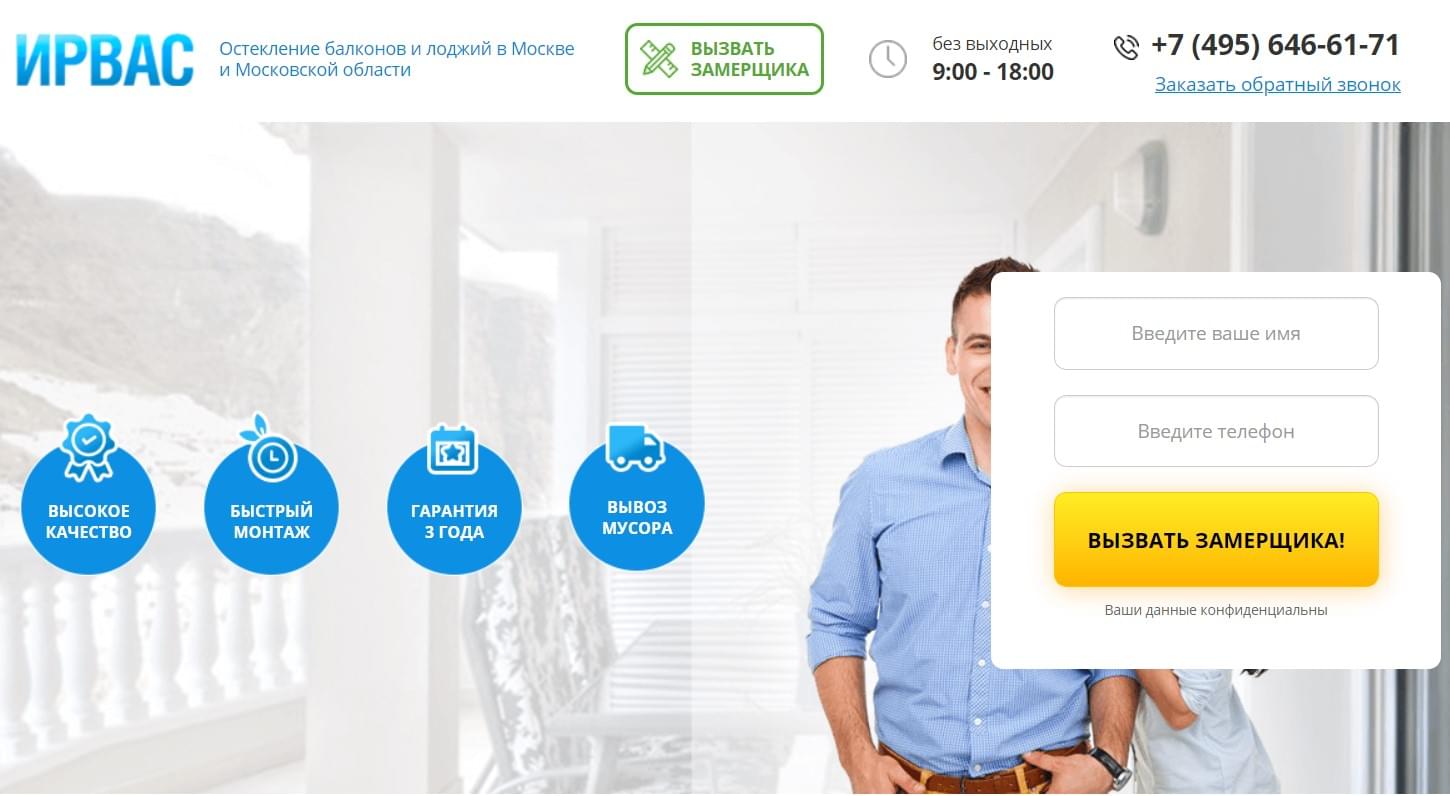 ИРВАС
Остекление балконов и лоджий в Москве
и Московской области
ВЫЗВАТЬ
ЗАМЕРЩИКА
без выходных
9:00 - 18:00
+7 (495) 646-61-71
Заказать обратный звонок
ВЫСОКОЕ
КАЧЕСТВО
БЫСТРЫЙ
МОНТАЖ
ГАРАНТИЯ
3 ГОДА
ВЫВОЗ
МУСОРА
Введите ваше имя
Введите телефон
ВЫЗВАТЬ ЗАМЕРЩИКА!
Ваши данные конфиденциальны